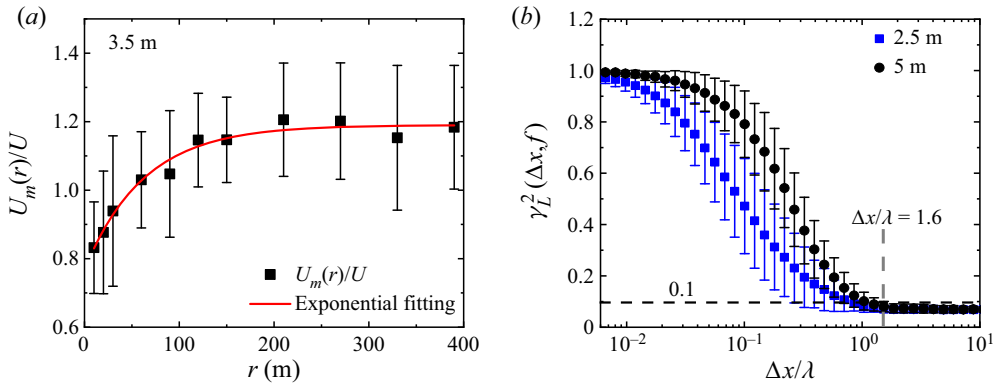 (a)
3.5 m
1.4
1.2
1.0
0.8
0.6
U_m(r)/U
U_m(r)/U
Exponential fitting
0 100 200 300 400
r (m)
(b)
2.5 m
5 m
1.0
0.8
0.6
0.4
0.2
0
γ_L^2 (Δx,f)
Δx/λ = 1.6
0.1
10^−2 10^−1 10^0 10^1
Δx/λ